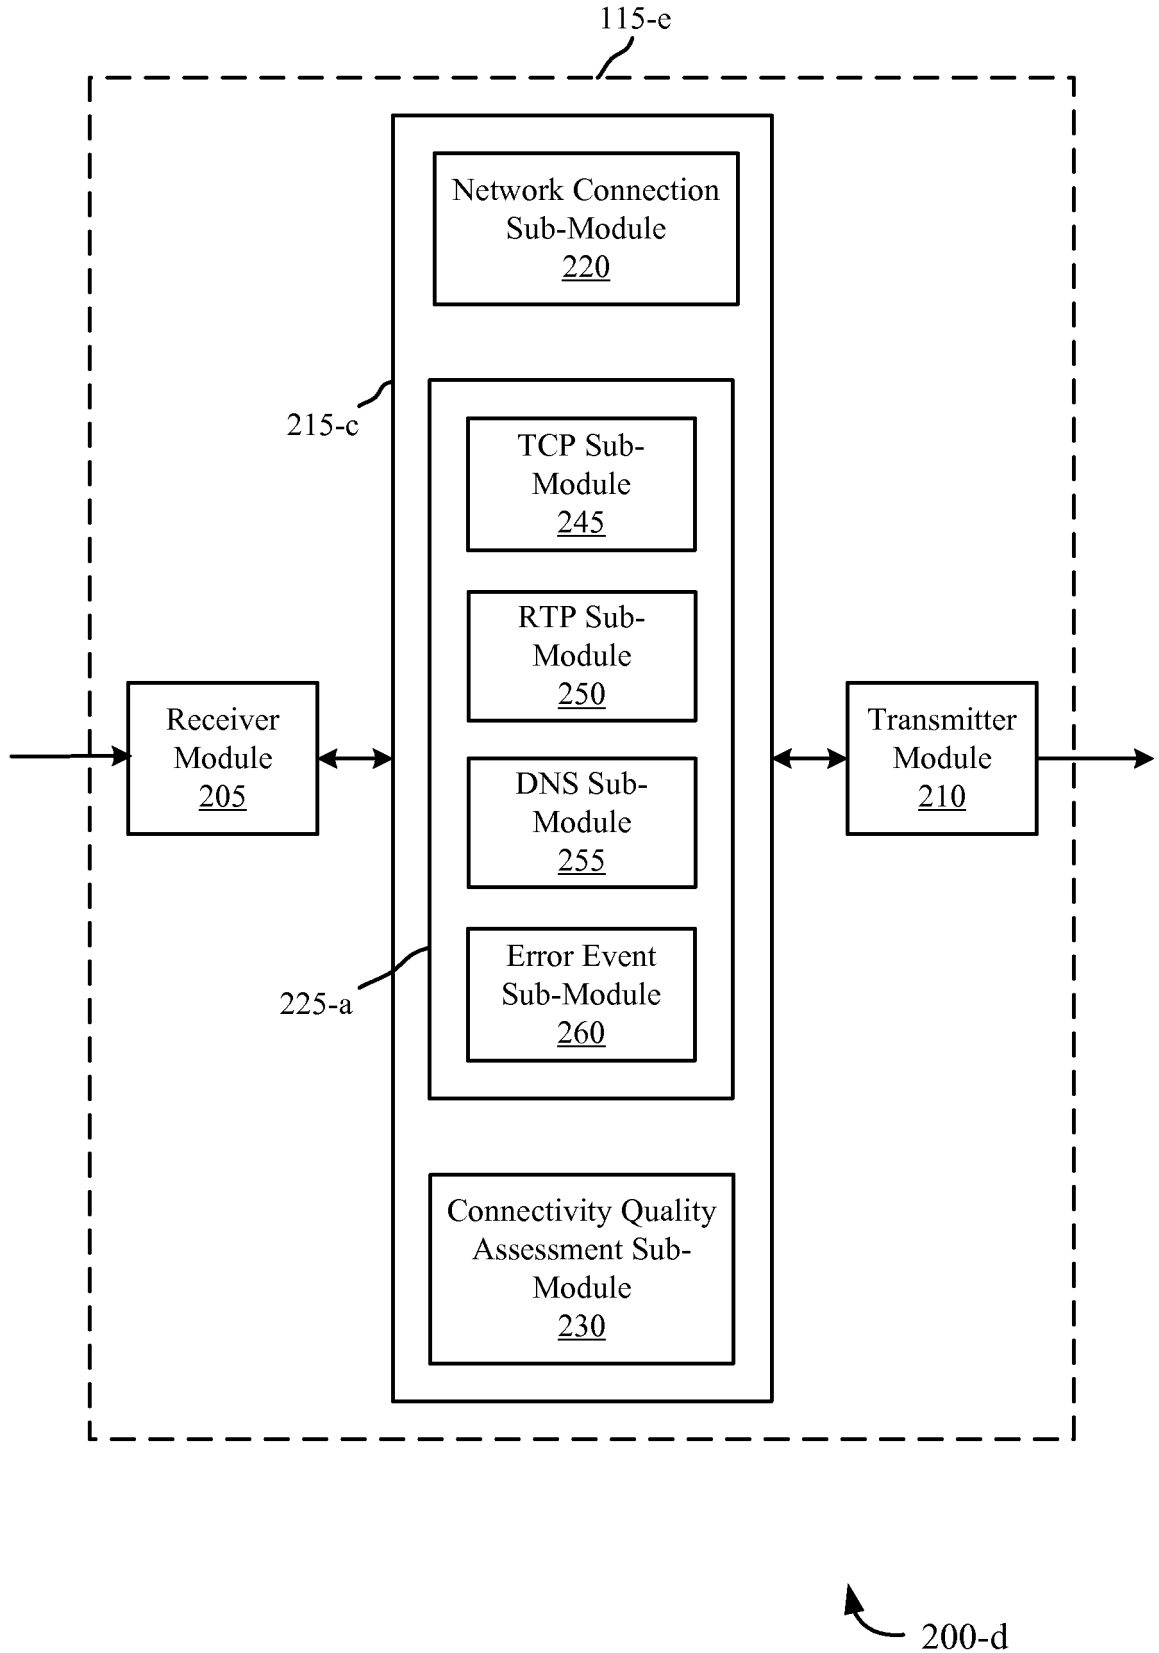 115-e
Network Connection
Sub-Module
220
215-c
TCP Sub-
Module
245
RTP Sub-
Module
250
Receiver
Module
205
Transmitter
Module
210
DNS Sub-
Module
255
Error Event
Sub-Module
260
225-a
Connectivity Quality
Assessment Sub-
Module
230
200-d